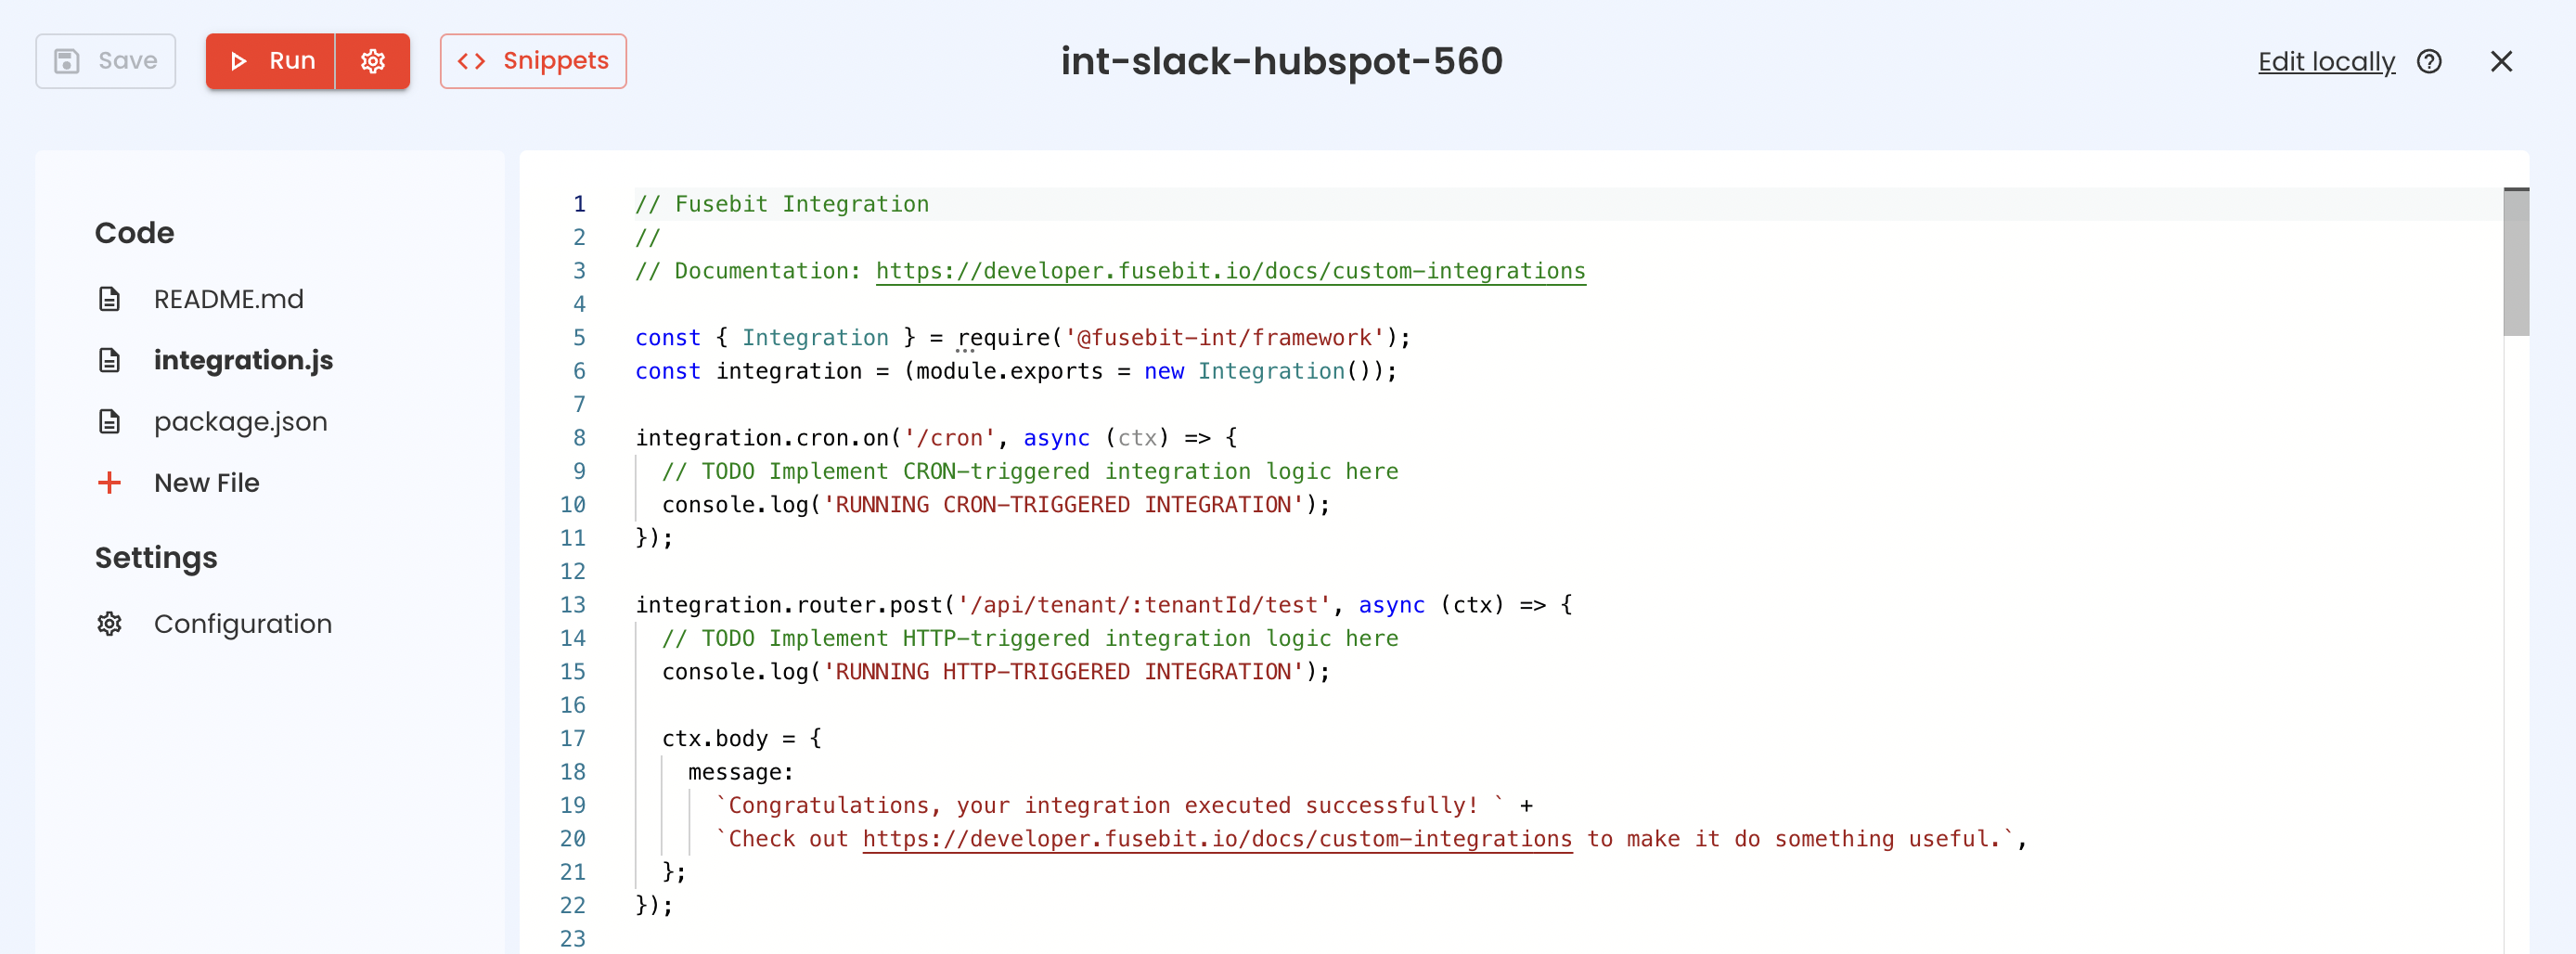 Save
Run
Snippets
int-slack-hubspot-560
Edit locally
Code
README.md
integration.js
package.json
New File
Settings
Configuration
1 // Fusebit Integration
2 //
3 // Documentation: https://developer.fusebit.io/docs/custom-integrations
4
5 const { Integration } = require('@fusebit-int/framework');
6 const integration = (module.exports = new Integration());
7
8 integration.cron.on('/cron', async (ctx) => {
9 // TODO Implement CRON-triggered integration logic here
10 console.log('RUNNING CRON-TRIGGERED INTEGRATION');
11 });
12
13 integration.router.post('/api/tenant/:tenantId/test', async (ctx) => {
14 // TODO Implement HTTP-triggered integration logic here
15 console.log('RUNNING HTTP-TRIGGERED INTEGRATION');
16
17 ctx.body = {
18 message:
19 `Congratulations, your integration executed successfully! ` +
20 `Check out https://developer.fusebit.io/docs/custom-integrations to make it do something useful.`,
21 };
22 });
23